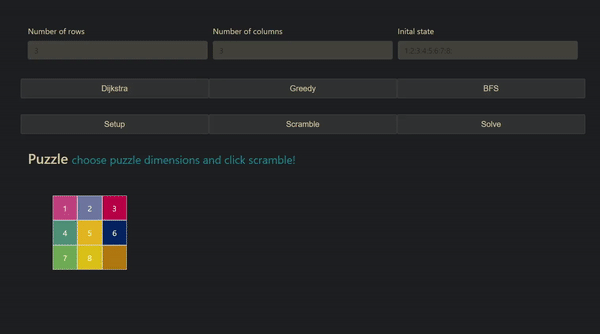 Number of rows Number of columns Inital state
3 3 1 2 3 4 5 6 7 8
Dijkstra Greedy BFS
Setup Scramble Solve
Puzzle choose puzzle dimensions and click scramble!
1 2 3
4 5 6
7 8